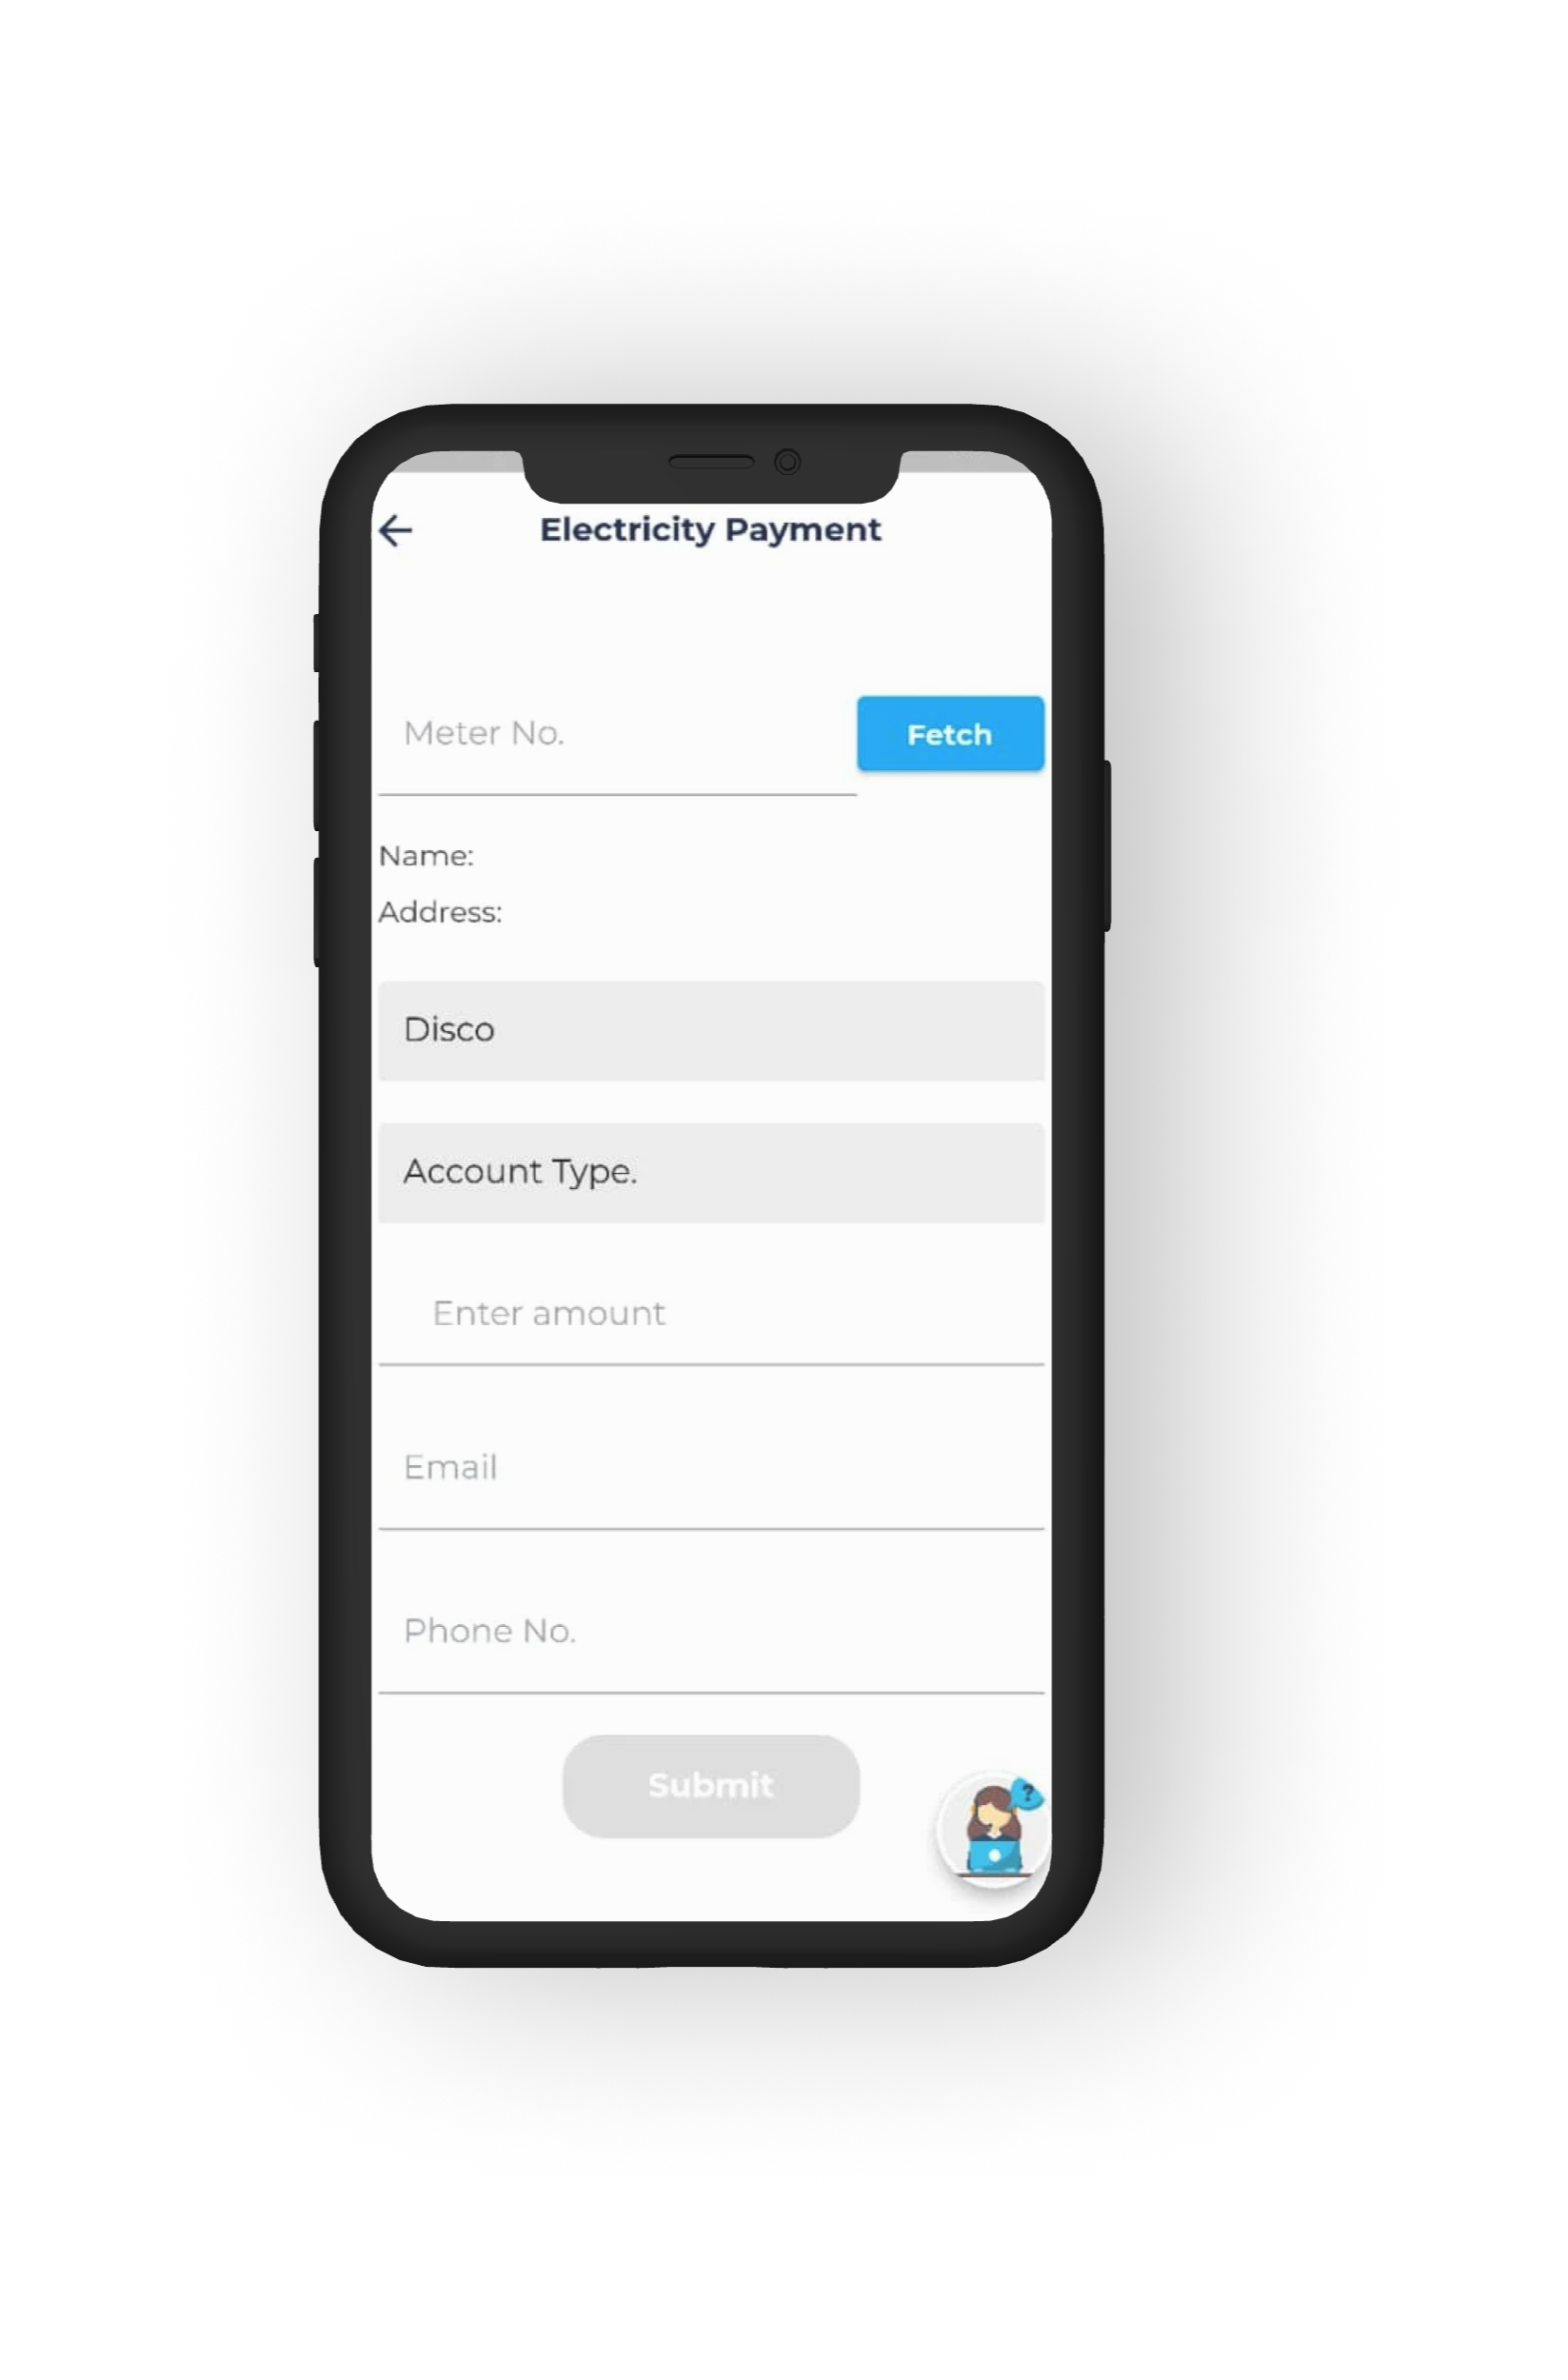 Electricity Payment
Meter No.
Fetch
Name:
Address:
Disco
Account Type.
Enter amount
Email
Phone No.
Submit
?